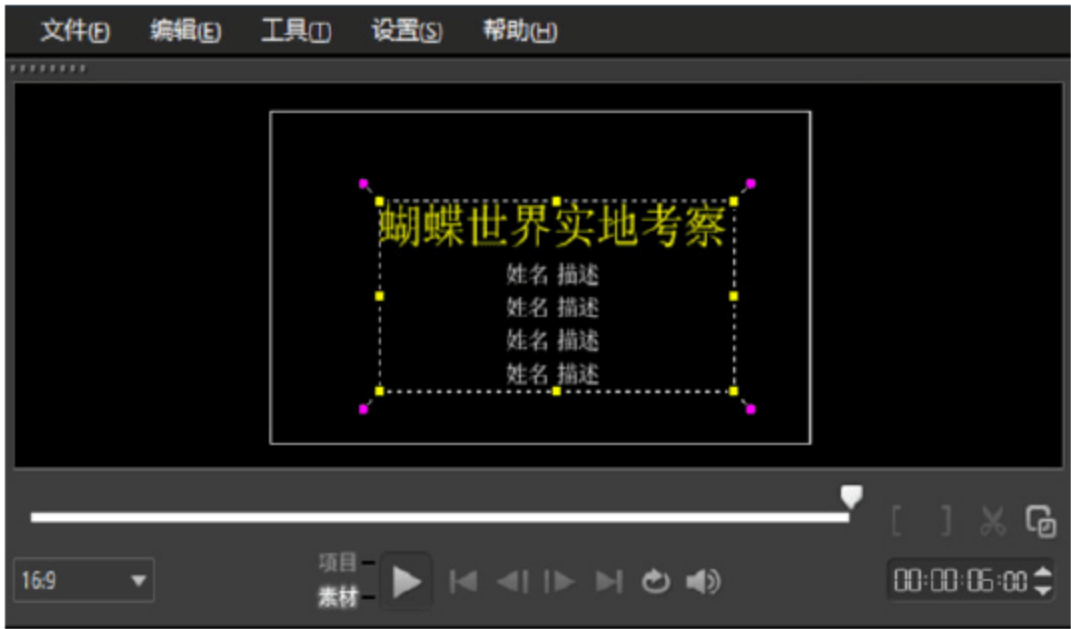 文件(F) 编辑(E) 工具(T) 设置(S) 帮助(H)
蝴蝶世界实地考察
姓名 描述
姓名 描述
姓名 描述
姓名 描述
项目
16:9
素材
00:00:06:00